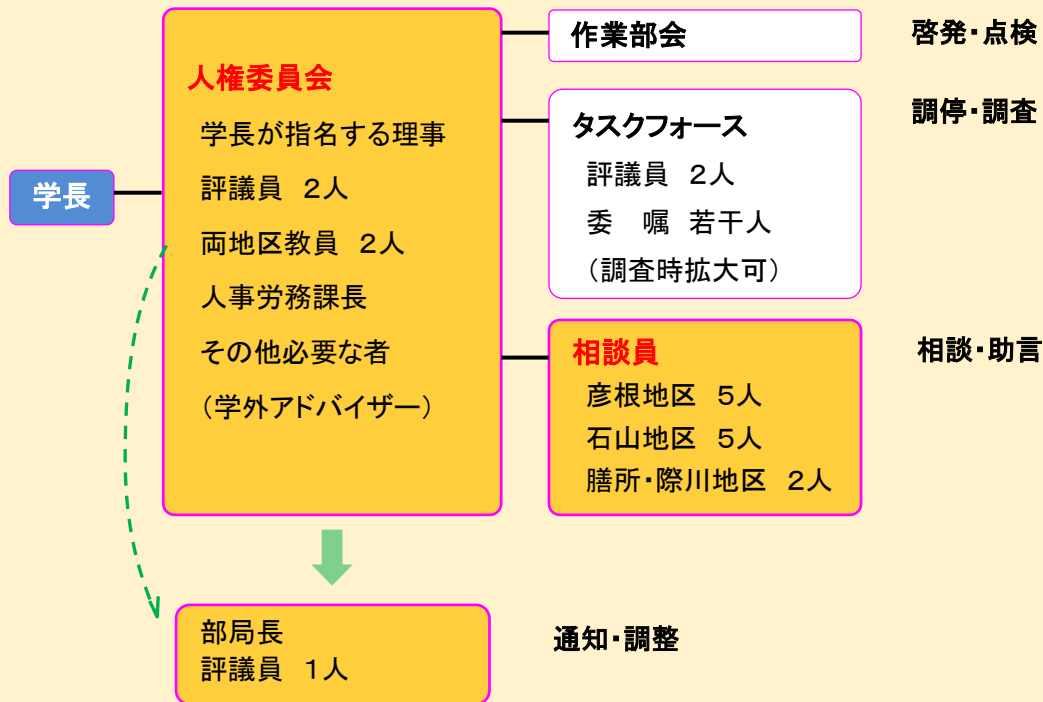 学長
人権委員会
学長が指名する理事
評議員　２人
両地区教員　２人
人事労務課長
その他必要な者
（学外アドバイザー）
作業部会
啓発・点検
タスクフォース
評議員　２人
委　嘱　若干人
（調査時拡大可）
調停・調査
相談員
彦根地区　５人
石山地区　５人
膳所・際川地区　２人
相談・助言
部局長
評議員　１人
通知・調整